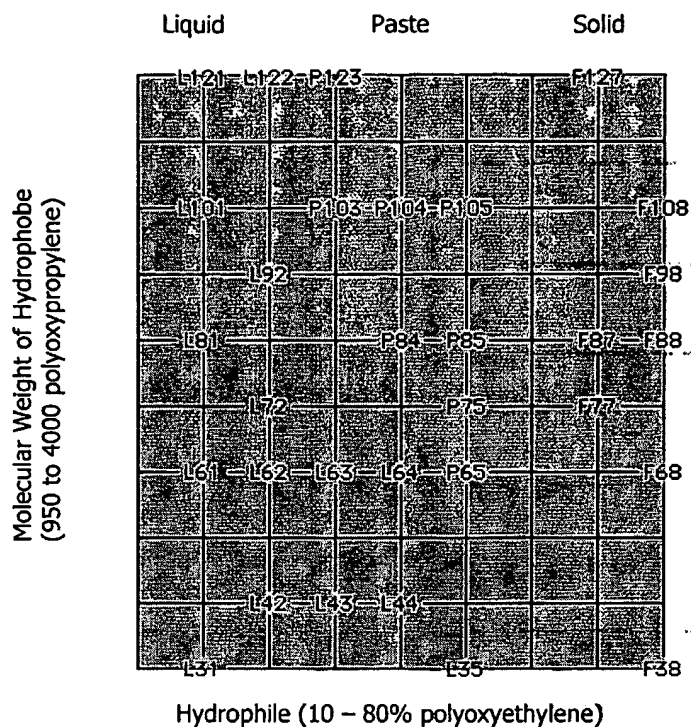 Liquid Paste Solid
L121 L122 P123 F127
L101 P103 P104 P105 F108
L92 F98
L81 P84 P85 F87 F88
L72 P75 F77
L61 L62 L63 L64 P65 F68
L42 L43 L44
L31 L35 F38
Molecular Weight of Hydrophobe
(950 to 4000 polyoxypropylene)
Hydrophile (10 – 80% polyoxyethylene)